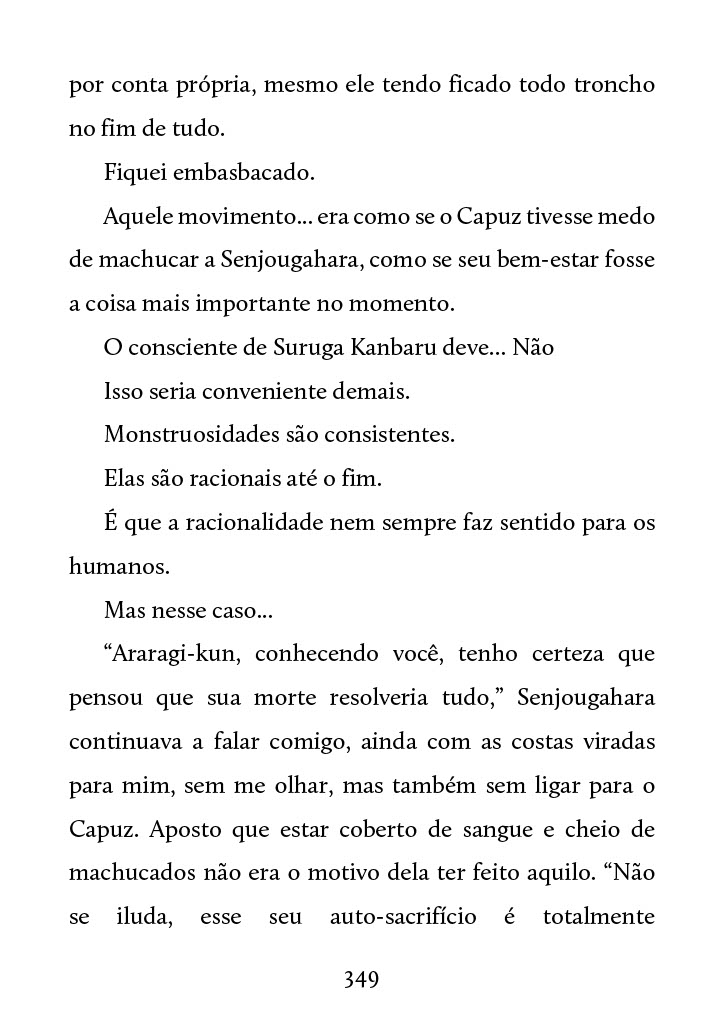 por conta própria, mesmo ele tendo ficado todo troncho
no fim de tudo.
Fiquei embasbacado.
Aquele movimento... era como se o Capuz tivesse medo
de machucar a Senjougahara, como se seu bem-estar fosse
a coisa mais importante no momento.
O consciente de Suruga Kanbaru deve... Não
Isso seria conveniente demais.
Monstruosidades são consistentes.
Elas são racionais até o fim.
É que a racionalidade nem sempre faz sentido para os
humanos.
Mas nesse caso...
“Araragi-kun, conhecendo você, tenho certeza que
pensou que sua morte resolveria tudo,” Senjougahara
continuava a falar comigo, ainda com as costas viradas
para mim, sem me olhar, mas também sem ligar para o
Capuz. Aposto que estar coberto de sangue e cheio de
machucados não era o motivo dela ter feito aquilo. “Não
se iluda, esse seu auto-sacrifício é totalmente
349